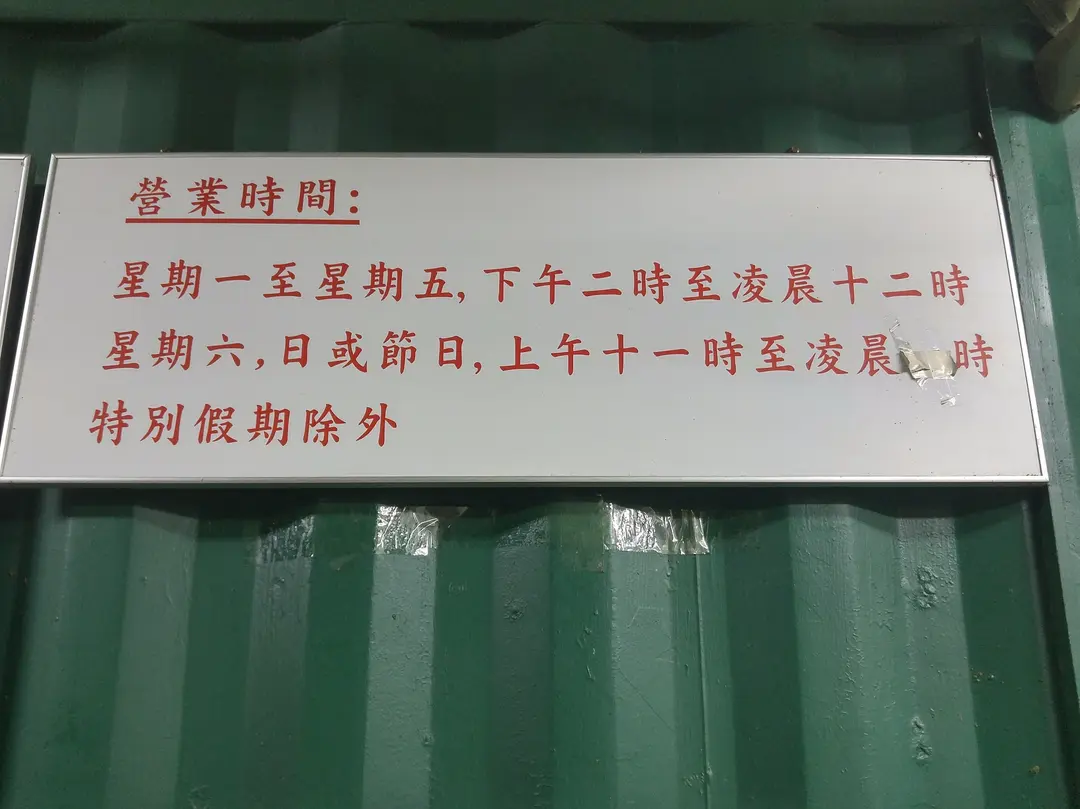 營業時間:
星期一至星期五,下午二時至凌晨十二時
星期六,日或節日,上午十一時至凌晨 時
特別假期除外